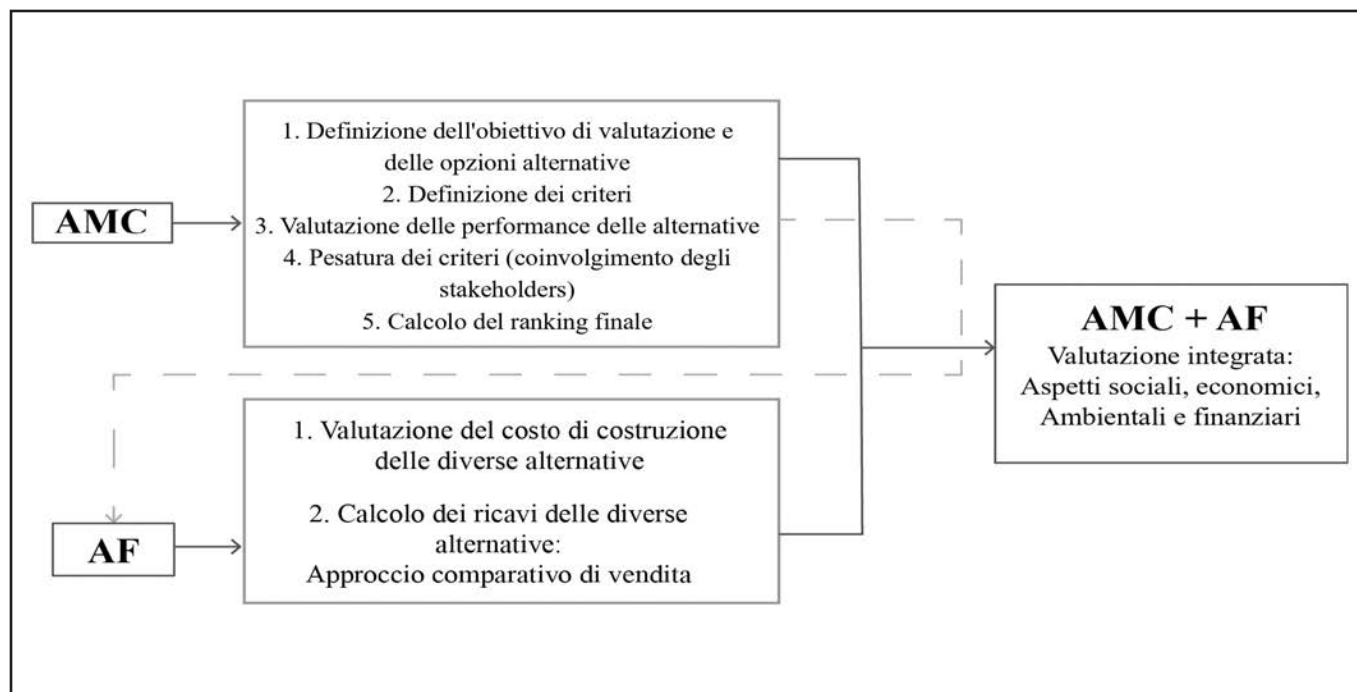 AMC
1. Definizione dell'obiettivo di valutazione e
delle opzioni alternative
2. Definizione dei criteri
3. Valutazione delle performance delle alternative
4. Pesatura dei criteri (coinvolgimento degli
stakeholders)
5. Calcolo del ranking finale
AF
1. Valutazione del costo di costruzione
delle diverse alternative
2. Calcolo dei ricavi delle diverse
alternative:
Approccio comparativo di vendita
AMC + AF
Valutazione integrata:
Aspetti sociali, economici,
Ambientali e finanziari